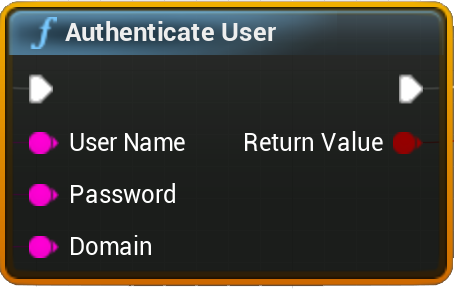 Authenticate User
User Name
Return Value
Password
Domain